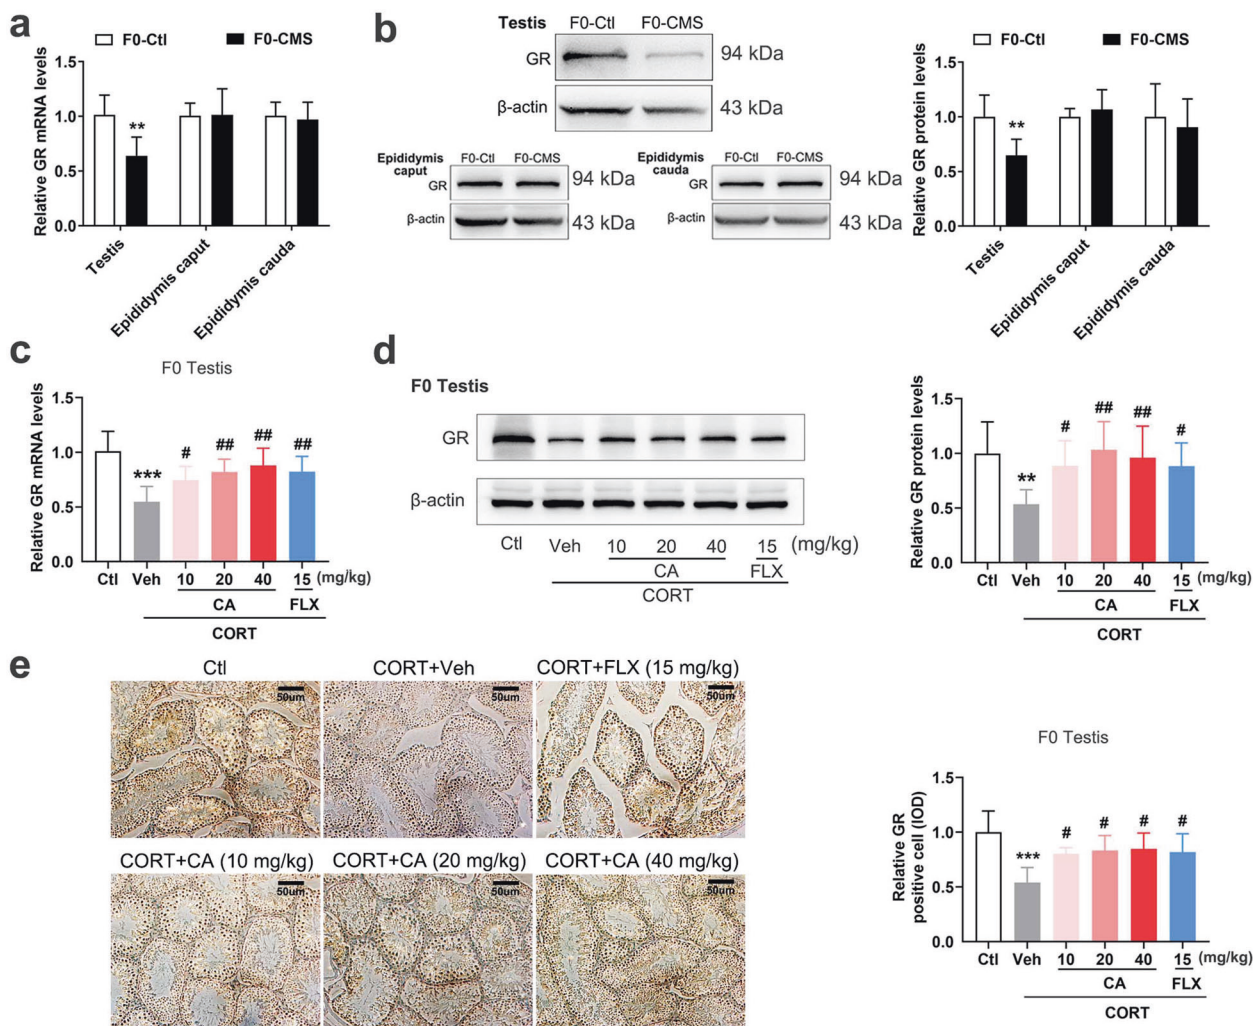 a
F0-Ctl F0-CMS
Relative GR mRNA levels
1.5
1.0
0.5
0.0
**
Testis
Epididymis caput
Epididymis cauda
b
Testis F0-Ctl F0-CMS
GR 94 kDa
β-actin 43 kDa
Epididymis
caput
F0-Ctl F0-CMS
GR 94 kDa
β-actin 43 kDa
Epididymis
cauda
F0-Ctl F0-CMS
GR 94 kDa
β-actin 43 kDa
F0-Ctl F0-CMS
Relative GR protein levels
1.5
1.0
0.5
0.0
**
Testis
Epididymis caput
Epididymis cauda
c
F0 Testis
Relative GR mRNA levels
1.5
1.0
0.5
0.0
*** # ## ## ##
Ctl Veh 10 20 40 15 (mg/kg)
CA FLX
CORT
d
F0 Testis
GR
β-actin
Ctl Veh 10 20 40 15 (mg/kg)
CA FLX
CORT
Relative GR protein levels
1.5
1.0
0.5
0.0
** # ## ## #
Ctl Veh 10 20 40 15 (mg/kg)
CA FLX
CORT
e
Ctl CORT+Veh CORT+FLX (15 mg/kg)
50um 50um 50um
CORT+CA (10 mg/kg) CORT+CA (20 mg/kg) CORT+CA (40 mg/kg)
50um 50um 50um
F0 Testis
Relative GR
positive cell (IOD)
1.5
1.0
0.5
0.0
*** # # # #
Ctl Veh 10 20 40 15 (mg/kg)
CA FLX
CORT